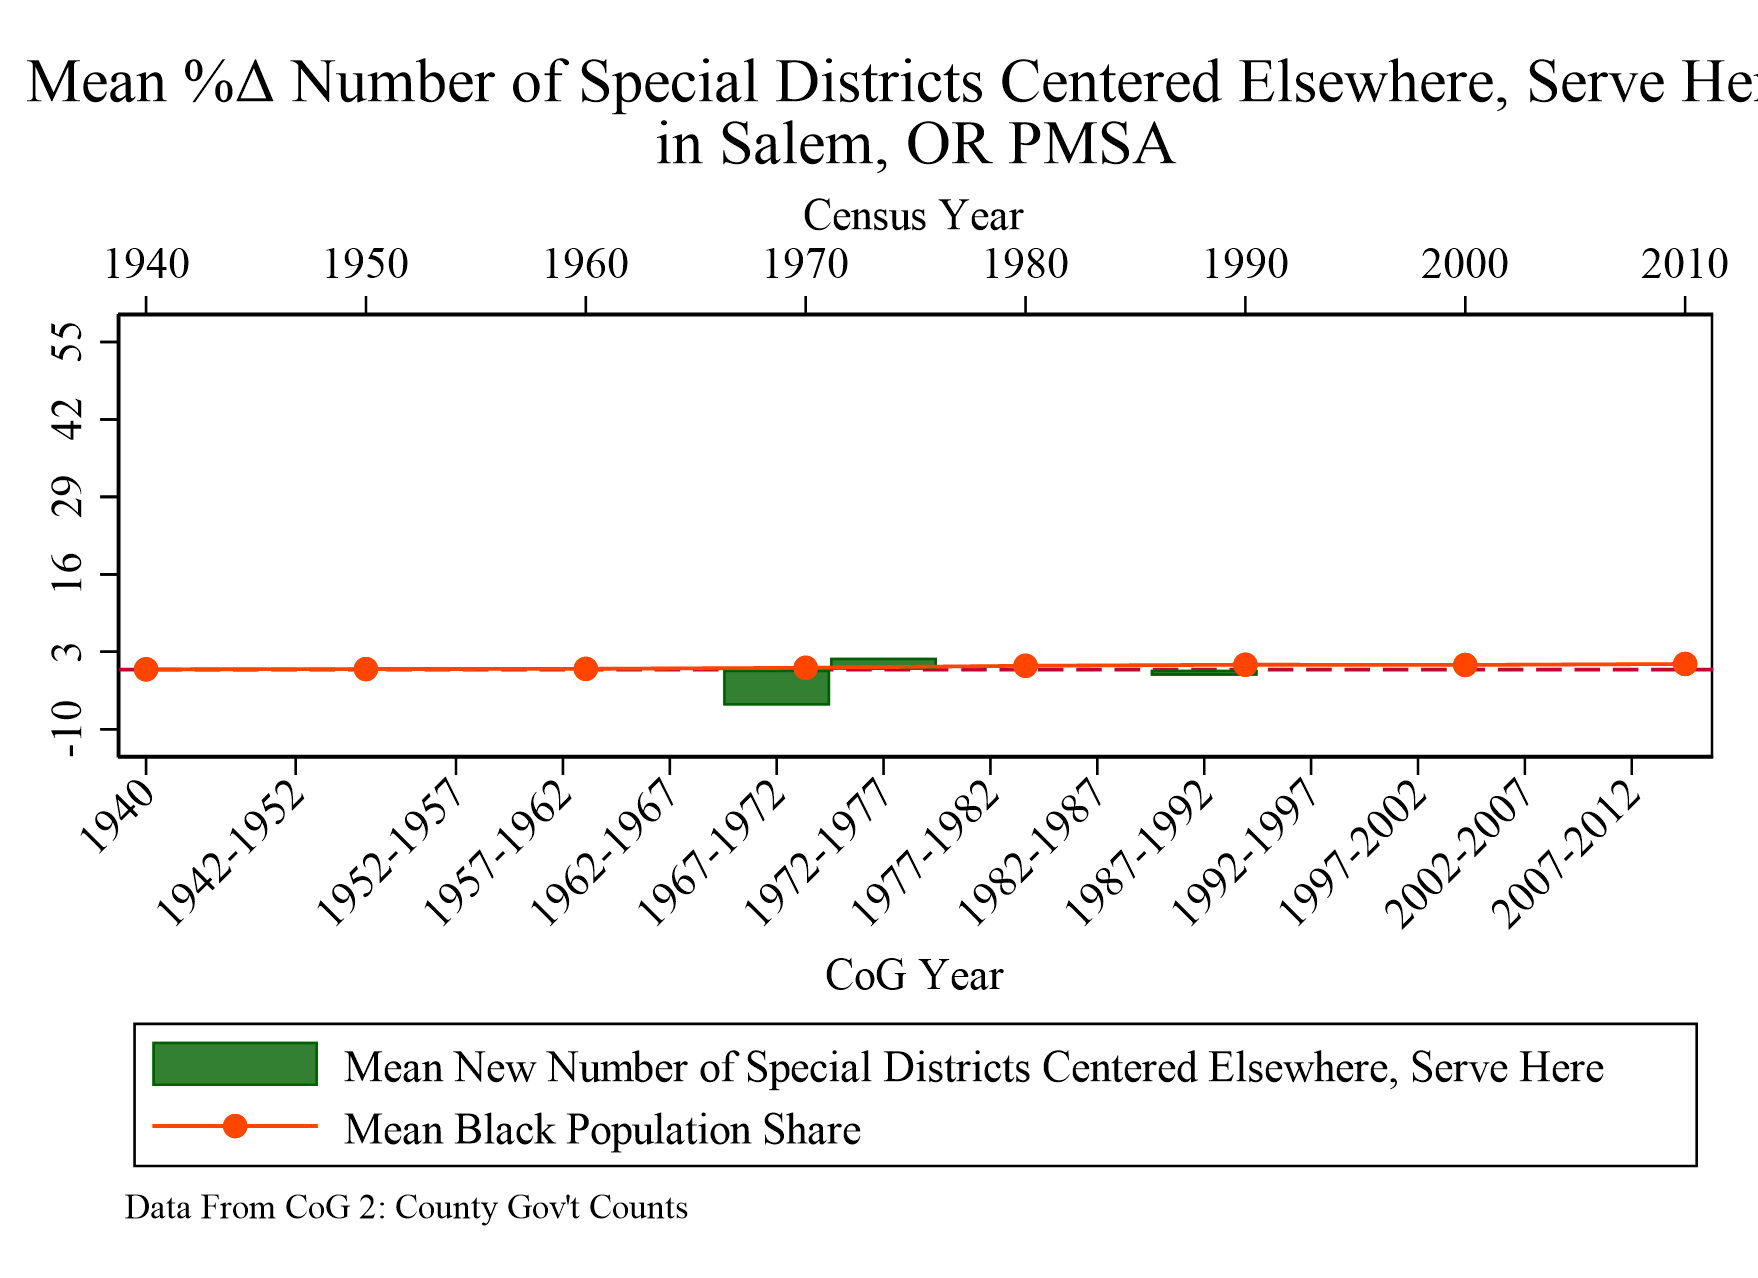 Mean %Δ Number of Special Districts Centered Elsewhere, Serve
in Salem, OR PMSA
Census Year
1940 1950 1960 1970 1980 1990 2000 2010
55
42
29
16
3
-10
1940 1942-1952 1952-1957 1957-1962 1962-1967 1967-1972 1972-1977 1977-1982 1982-1987 1987-1992 1992-1997 1997-2002 2002-2007 2007-2012
CoG Year
Mean New Number of Special Districts Centered Elsewhere, Serve Here
Mean Black Population Share
Data From CoG 2: County Gov't Counts